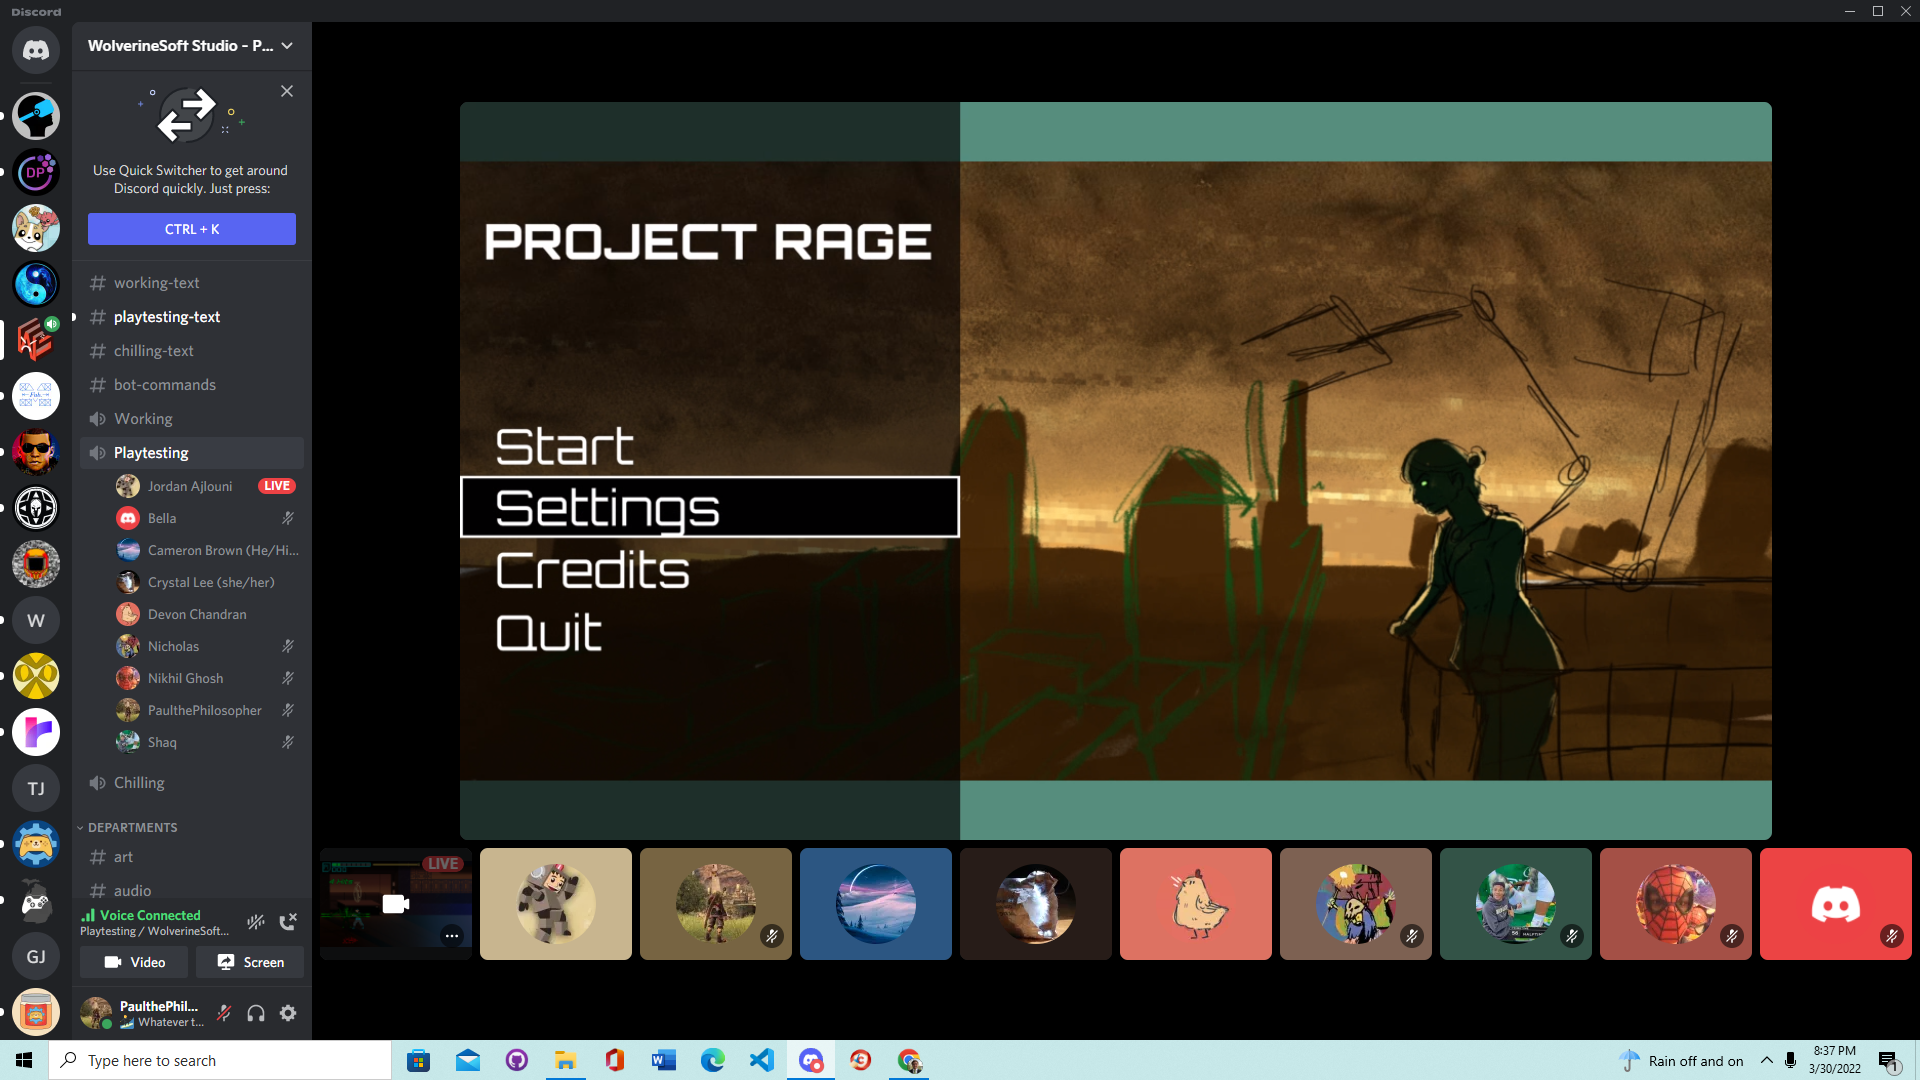 Discord
WolverineSoft Studio - P...
Use Quick Switcher to get around
Discord quickly. Just press:
CTRL + K
working-text
playtesting-text
chilling-text
bot-commands
Working
Playtesting
Jordan Ajlouni LIVE
Bella
Cameron Brown (He/Hi...
Crystal Lee (she/her)
Devon Chandran
Nicholas
Nikhil Ghosh
PaulthePhilosopher
Shaq
Chilling
DEPARTMENTS
art
audio
Voice Connected
Playtesting / WolverineSoft...
Video
Screen
PaulthePhil...
Whatever t...
DP
W
TJ
GJ
PROJECT RAGE
Start
Settings
Credits
Quit
LIVE
Type here to search
Rain off and on
8:37 PM
3/30/2022
1